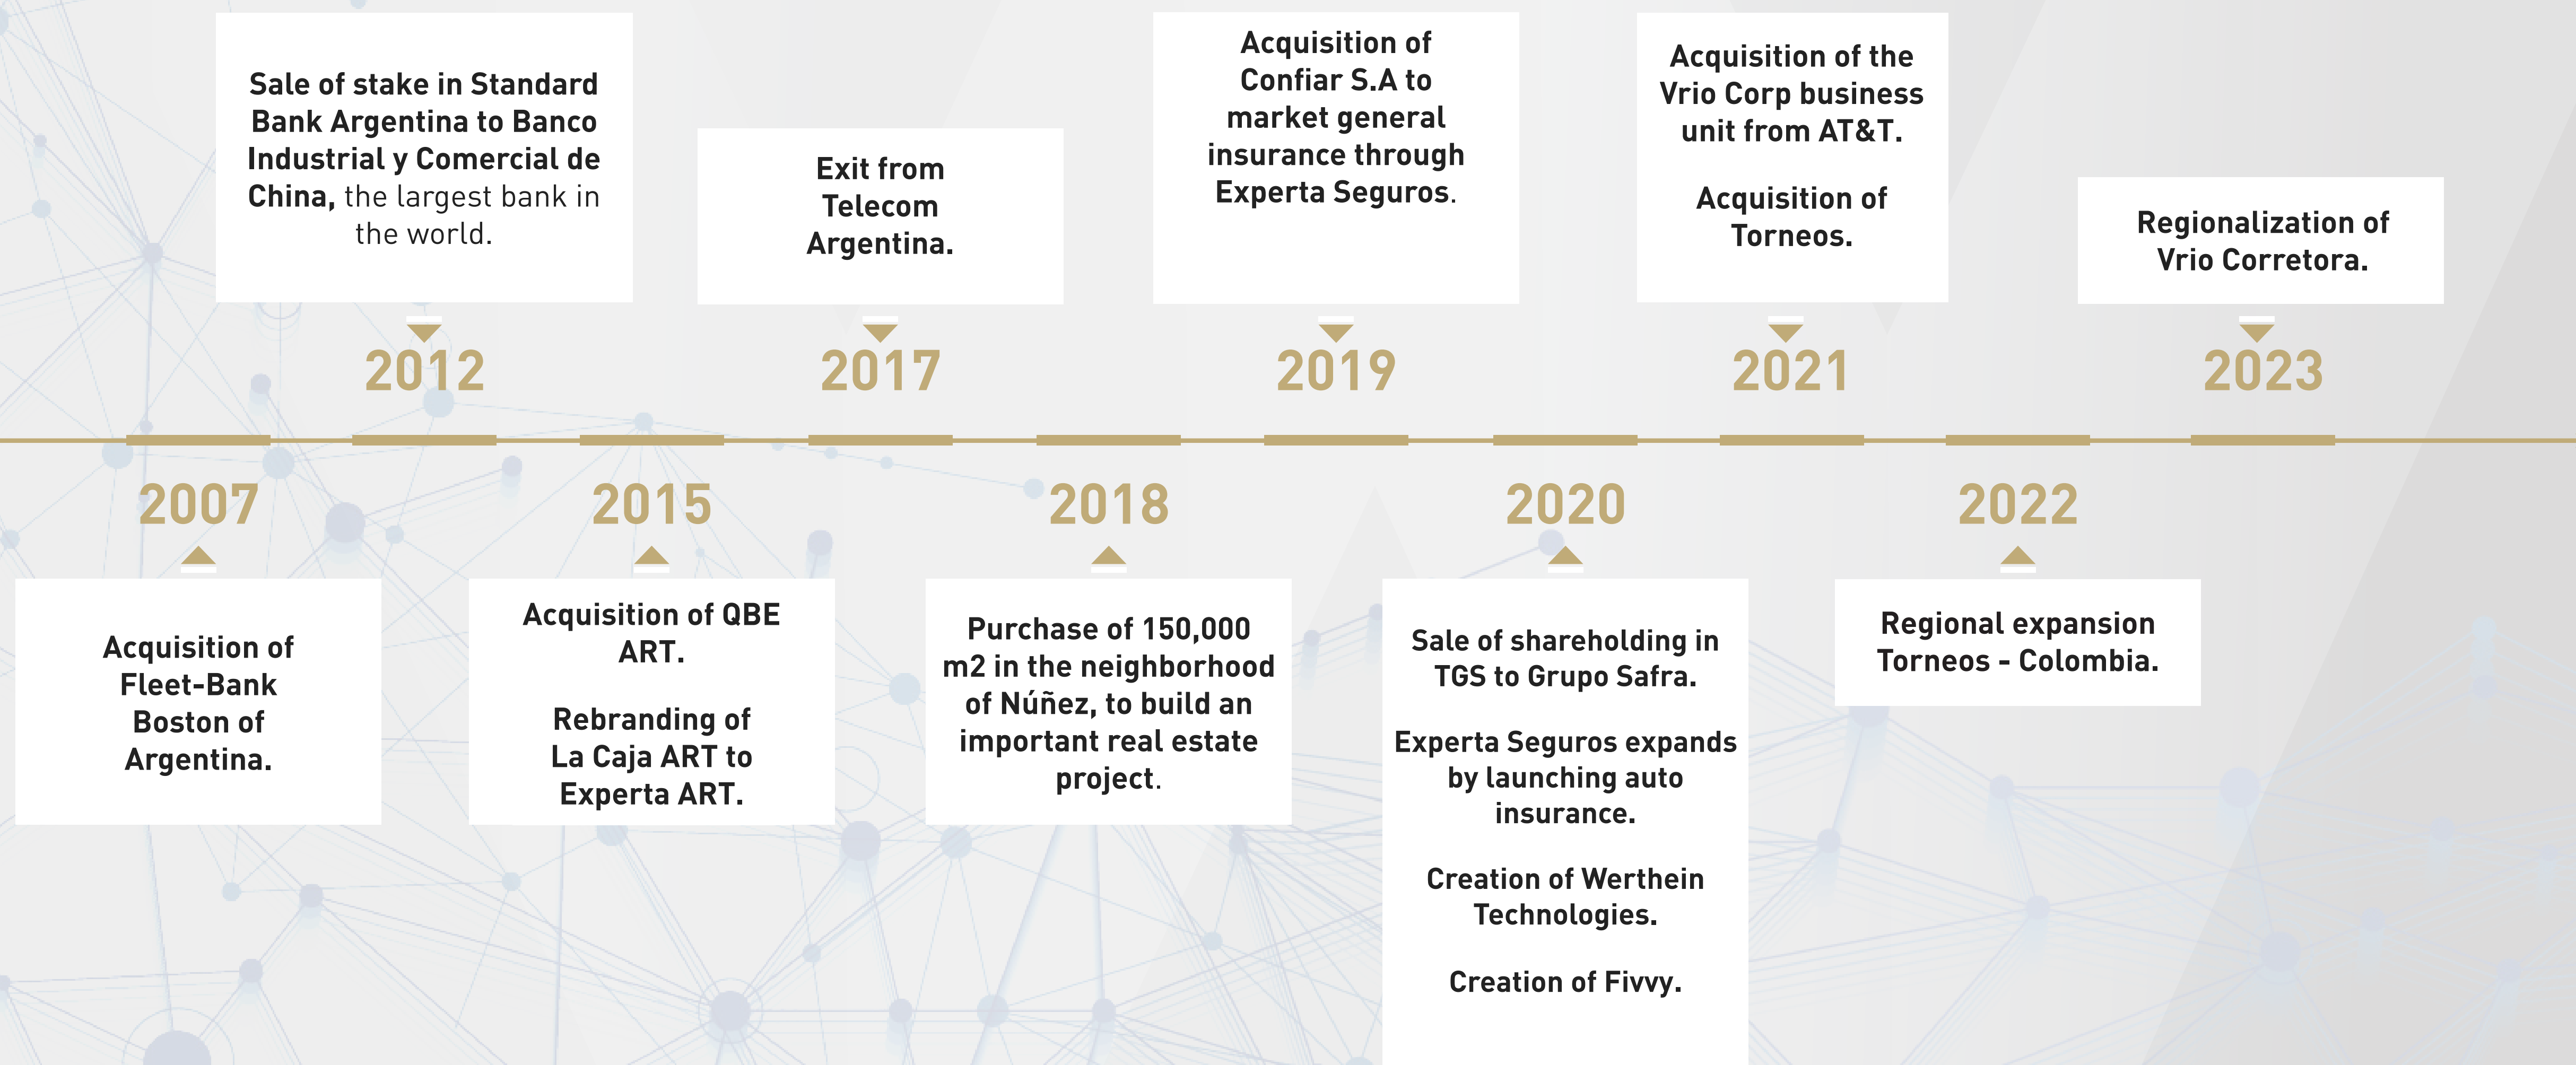 Sale of stake in Standard
Bank Argentina to Banco
Industrial y Comercial de
China, the largest bank in
the world.
2012
Exit from
Telecom
Argentina.
2017
Acquisition of
Confiar S.A to
market general
insurance through
Experta Seguros.
2019
Acquisition of the
Vrio Corp business
unit from AT&T.
Acquisition of
Torneos.
2021
Regionalization of
Vrio Corretora.
2023
2007
Acquisition of
Fleet-Bank
Boston of
Argentina.
2015
Acquisition of QBE
ART.
Rebranding of
La Caja ART to
Experta ART.
2018
Purchase of 150,000
m2 in the neighborhood
of Núñez, to build an
important real estate
project.
2020
Sale of shareholding in
TGS to Grupo Safra.
Experta Seguros expands
by launching auto
insurance.
Creation of Werthein
Technologies.
Creation of Fivvy.
2022
Regional expansion
Torneos - Colombia.